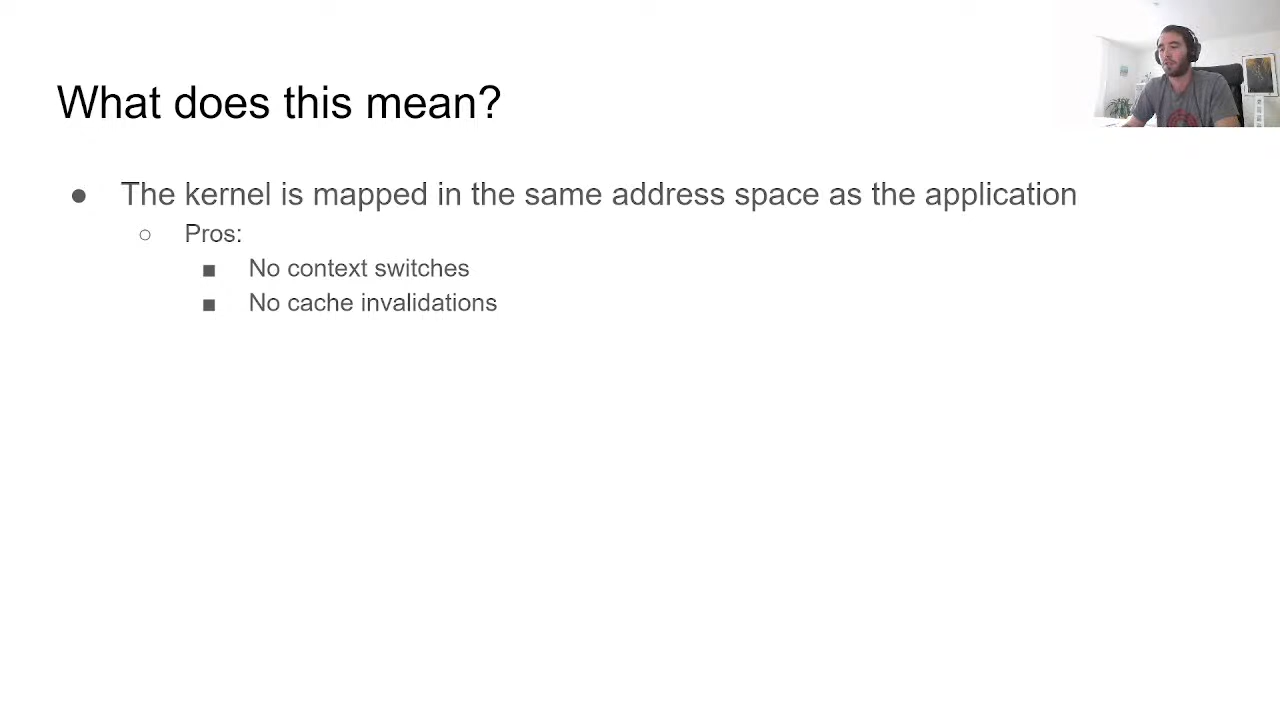 What does this mean?
● The kernel is mapped in the same address space as the application
○ Pros:
■ No context switches
■ No cache invalidations